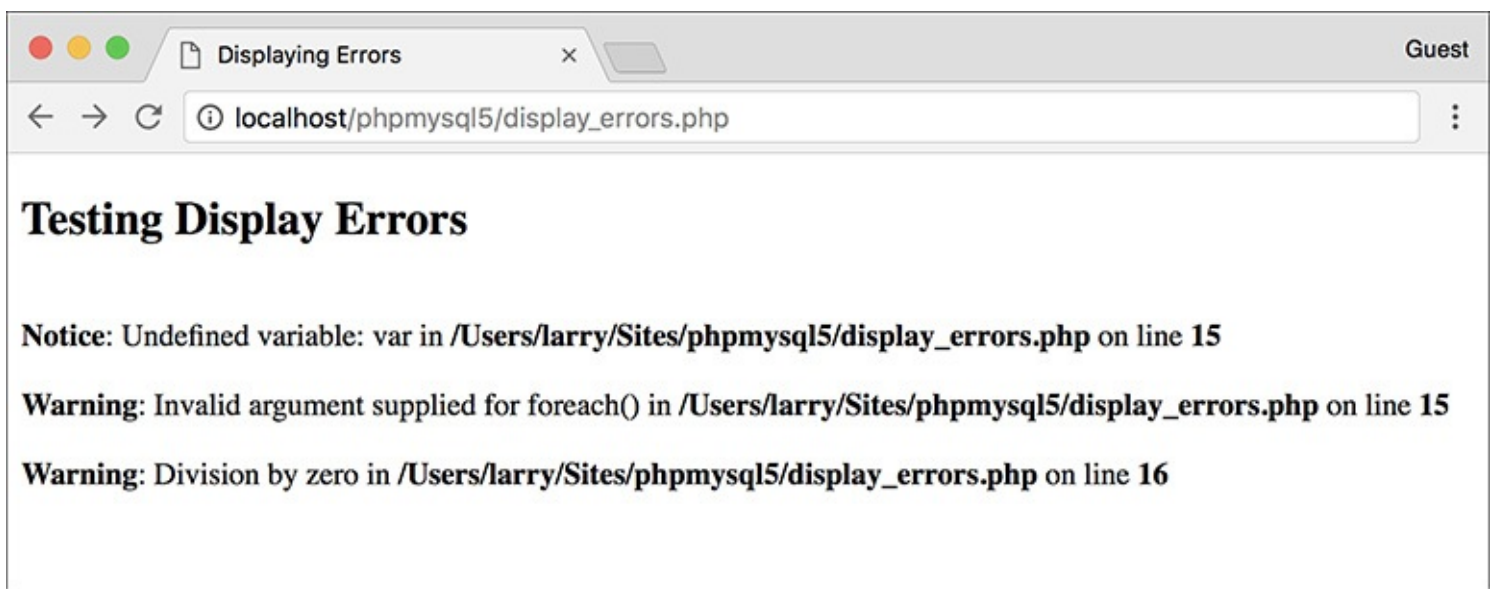 Displaying Errors
Guest
localhost/phpmysql5/display_errors.php
Testing Display Errors
Notice: Undefined variable: var in /Users/larry/Sites/phpmysql5/display_errors.php on line 15
Warning: Invalid argument supplied for foreach() in /Users/larry/Sites/phpmysql5/display_errors.php on line 15
Warning: Division by zero in /Users/larry/Sites/phpmysql5/display_errors.php on line 16